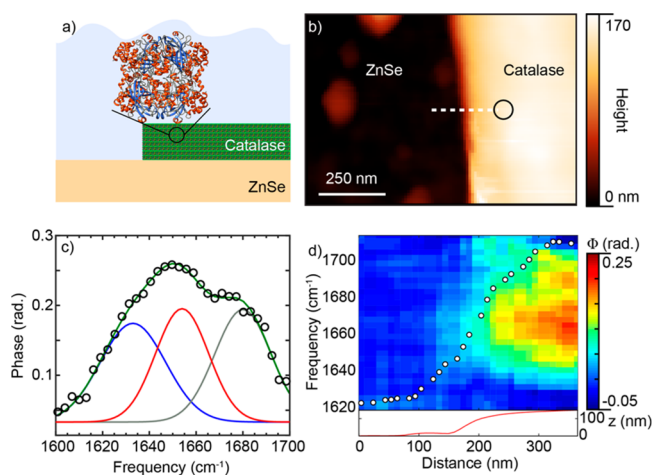 a)
Catalase
ZnSe
b)
ZnSe
Catalase
250 nm
170
Height
0 nm
c)
0.3
0.2
0.1
Phase (rad.)
1600 1620 1640 1660 1680 1700
Frequency (cm⁻¹)
d)
1700
1680
1660
1640
1620
Frequency (cm⁻¹)
Φ (rad.)
0.25
-0.05
100
0
z (nm)
0 100 200 300
Distance (nm)